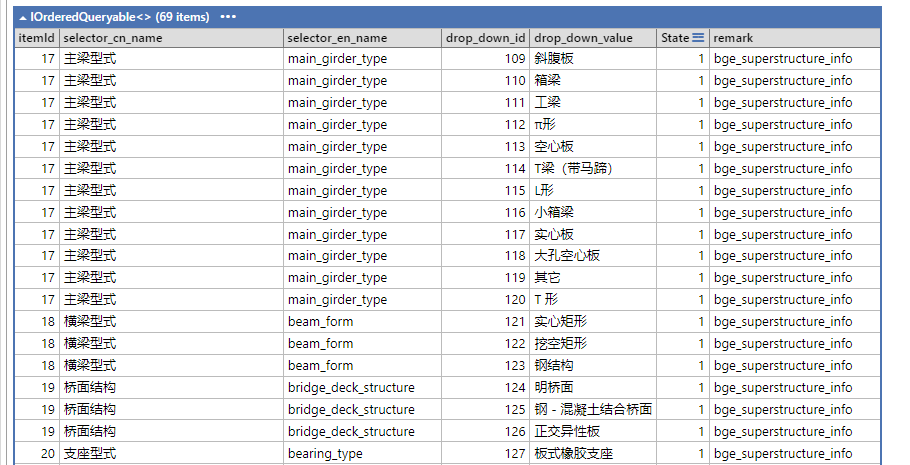 IOrderedQueryable<> (69 items) •••
itemId selector_cn_name selector_en_name drop_down_id drop_down_value State remark
17 主梁型式 main_girder_type 109 斜腹板 1 bge_superstructure_info
17 主梁型式 main_girder_type 110 箱梁 1 bge_superstructure_info
17 主梁型式 main_girder_type 111 工梁 1 bge_superstructure_info
17 主梁型式 main_girder_type 112 π形 1 bge_superstructure_info
17 主梁型式 main_girder_type 113 空心板 1 bge_superstructure_info
17 主梁型式 main_girder_type 114 T梁（带马蹄） 1 bge_superstructure_info
17 主梁型式 main_girder_type 115 L形 1 bge_superstructure_info
17 主梁型式 main_girder_type 116 小箱梁 1 bge_superstructure_info
17 主梁型式 main_girder_type 117 实心板 1 bge_superstructure_info
17 主梁型式 main_girder_type 118 大孔空心板 1 bge_superstructure_info
17 主梁型式 main_girder_type 119 其它 1 bge_superstructure_info
17 主梁型式 main_girder_type 120 T 形 1 bge_superstructure_info
18 横梁型式 beam_form 121 实心矩形 1 bge_superstructure_info
18 横梁型式 beam_form 122 挖空矩形 1 bge_superstructure_info
18 横梁型式 beam_form 123 钢结构 1 bge_superstructure_info
19 桥面结构 bridge_deck_structure 124 明桥面 1 bge_superstructure_info
19 桥面结构 bridge_deck_structure 125 钢－混凝土结合桥面 1 bge_superstructure_info
19 桥面结构 bridge_deck_structure 126 正交异性板 1 bge_superstructure_info
20 支座型式 bearing_type 127 板式橡胶支座 1 bge_superstructure_info